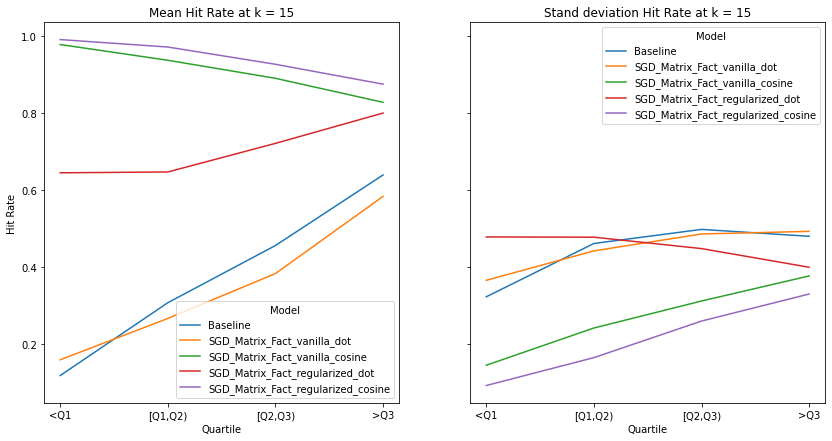 Mean Hit Rate at k = 15
Hit Rate
1.0
0.8
0.6
0.4
0.2
Model
Baseline
SGD_Matrix_Fact_vanilla_dot
SGD_Matrix_Fact_vanilla_cosine
SGD_Matrix_Fact_regularized_dot
SGD_Matrix_Fact_regularized_cosine
<Q1
[Q1,Q2)
[Q2,Q3)
>Q3
Quartile
Stand deviation Hit Rate at k = 15
Model
Baseline
SGD_Matrix_Fact_vanilla_dot
SGD_Matrix_Fact_vanilla_cosine
SGD_Matrix_Fact_regularized_dot
SGD_Matrix_Fact_regularized_cosine
<Q1
[Q1,Q2)
[Q2,Q3)
>Q3
Quartile